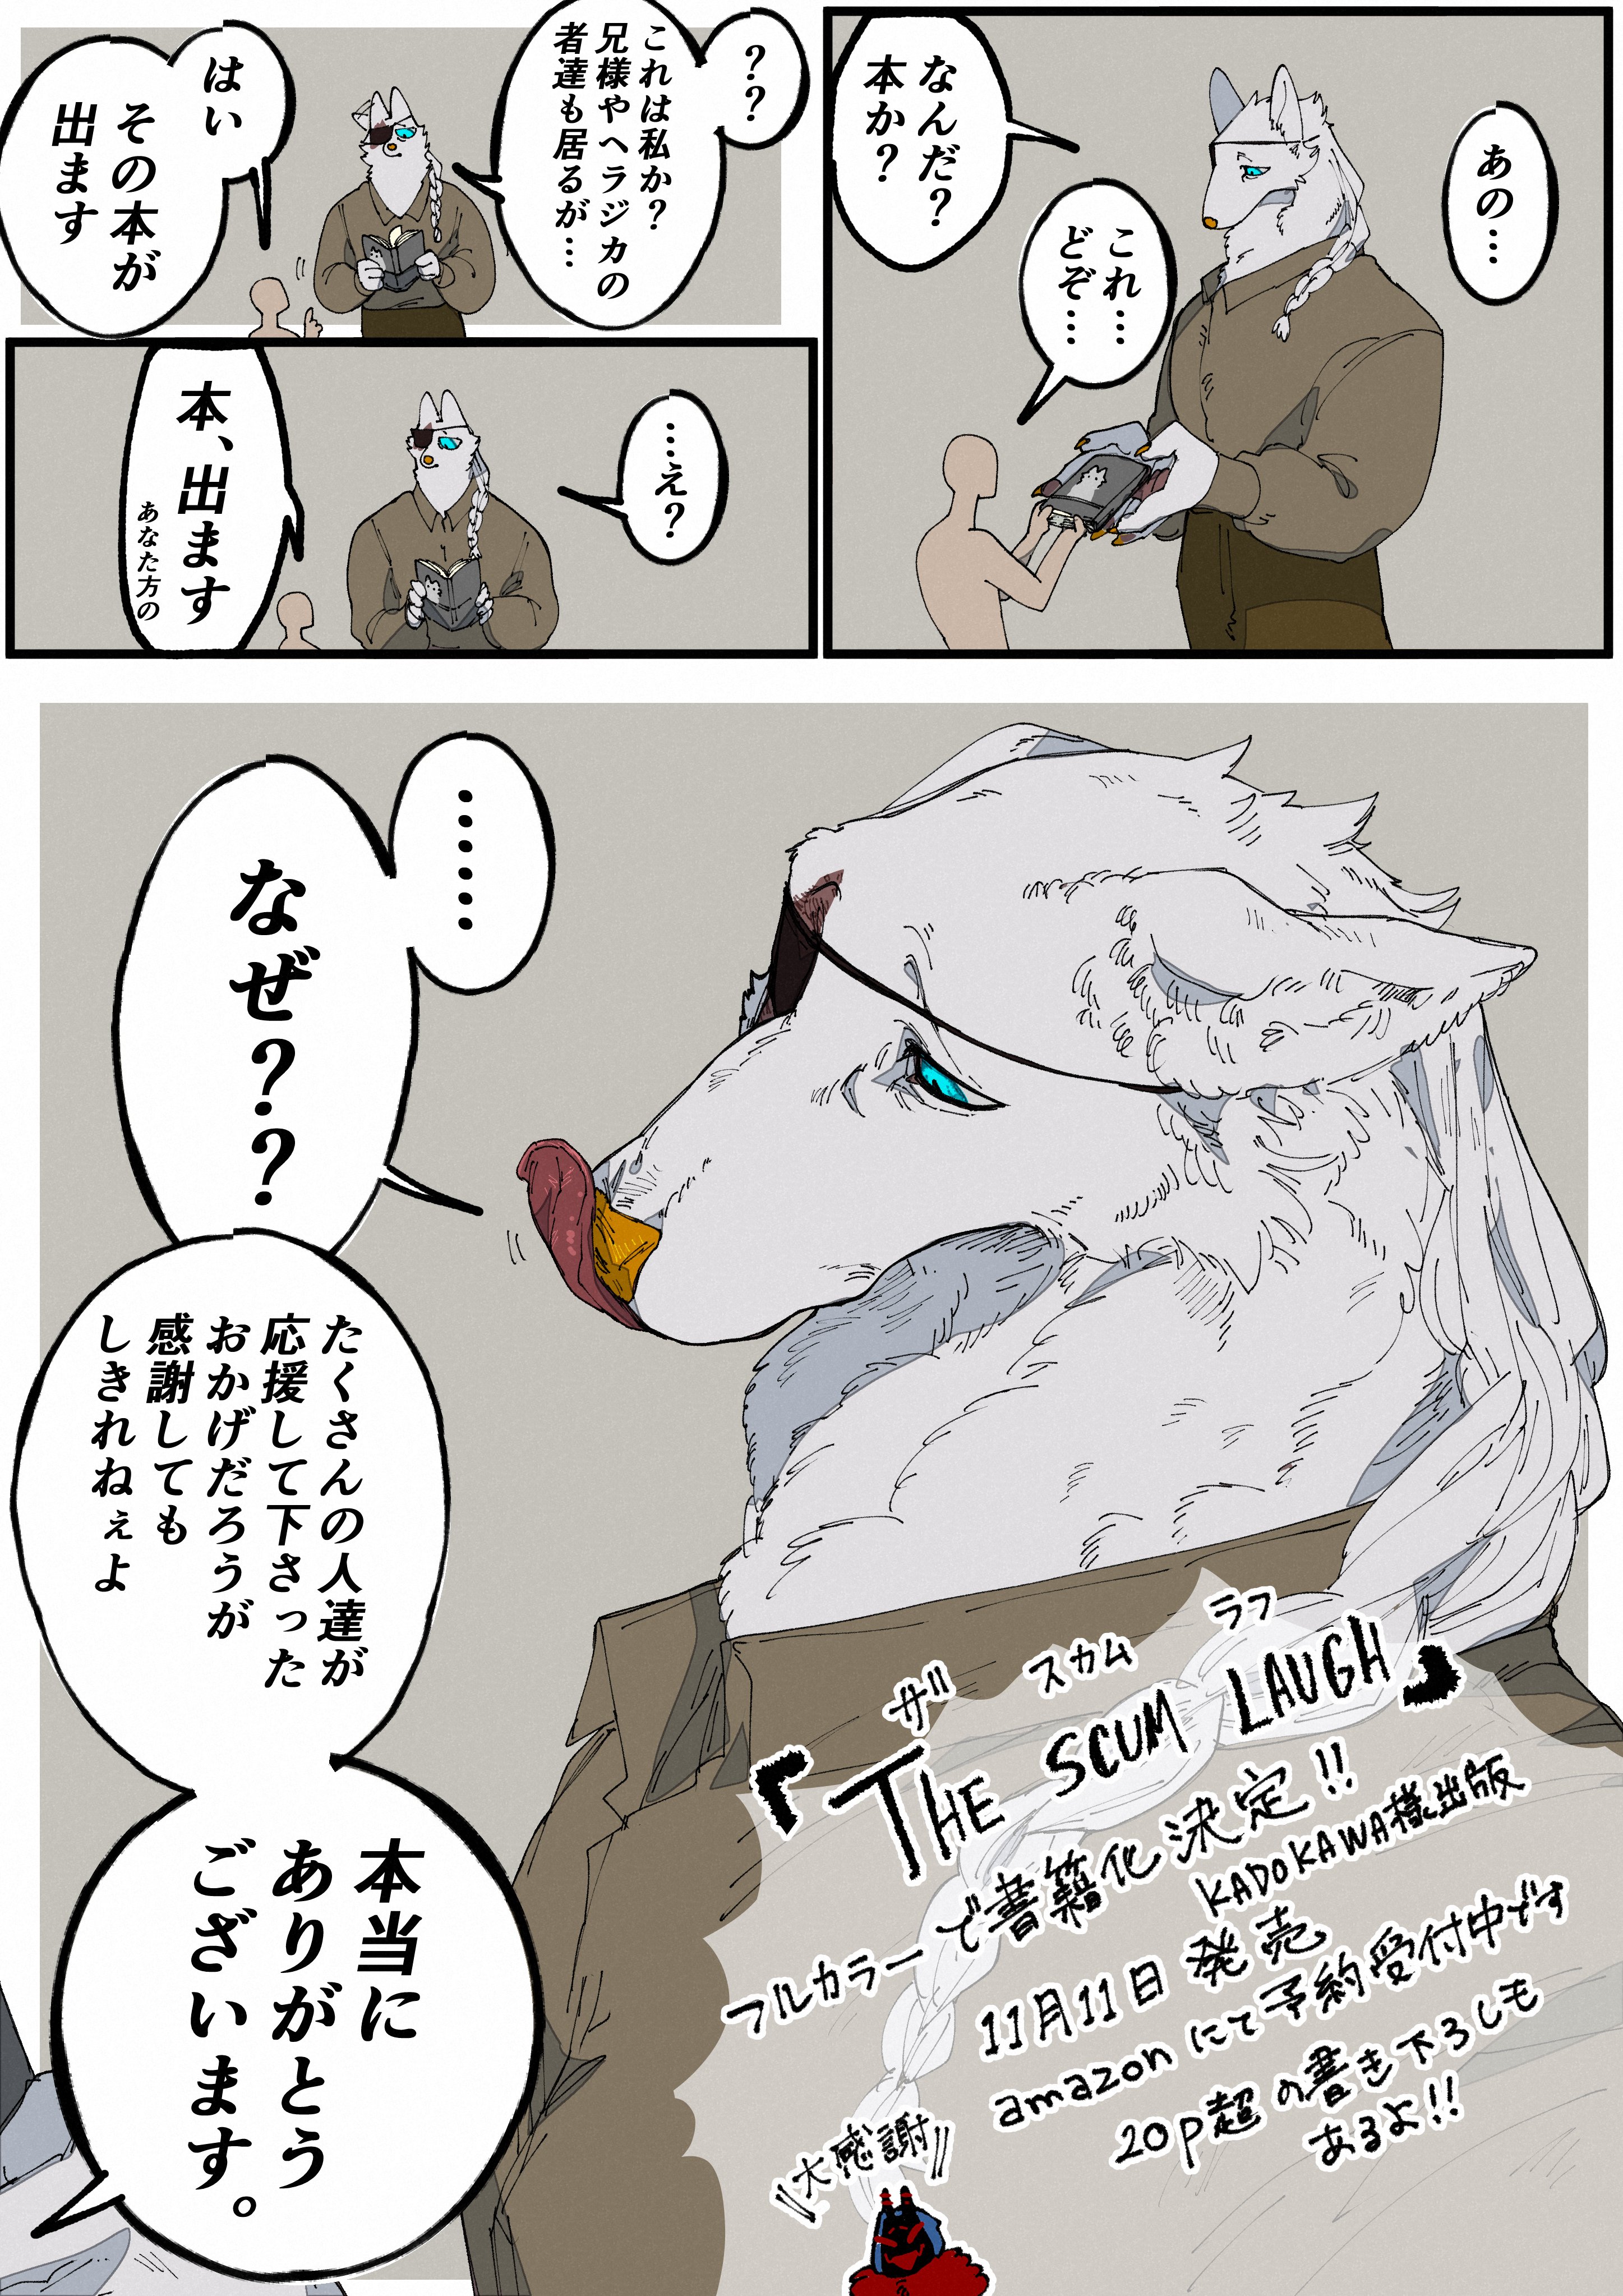 あの…
なんだ？
本か？
これ…
どぞ…
？？
これは私か？
兄様やヘラジカの
者達も居るが…
はい
その本が
出ます
…え？
本、出ます
あなた方の
……
なぜ？？
たくさんの人達が
応援して下さった
おかげだろうが
感謝しても
しきれねぇよ
本当に
ありがとう
ございます。
ザ スカム ラフ
『THE SCUM LAUGH』
フルカラーで書籍化決定!!
KADOKAWA様出版
11月11日 発売
amazonにて予約受付中です
20p超の書き下ろしも
あるよ!!
\\大感謝//